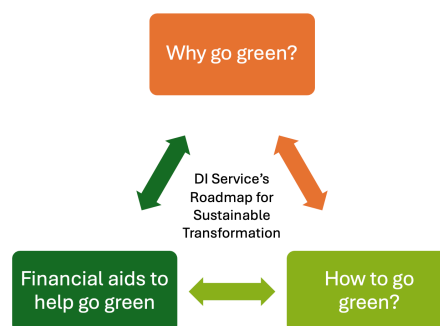 Why go green?
DI Service's
Roadmap for
Sustainable
Transformation
Financial aids to
help go green
How to go
green?